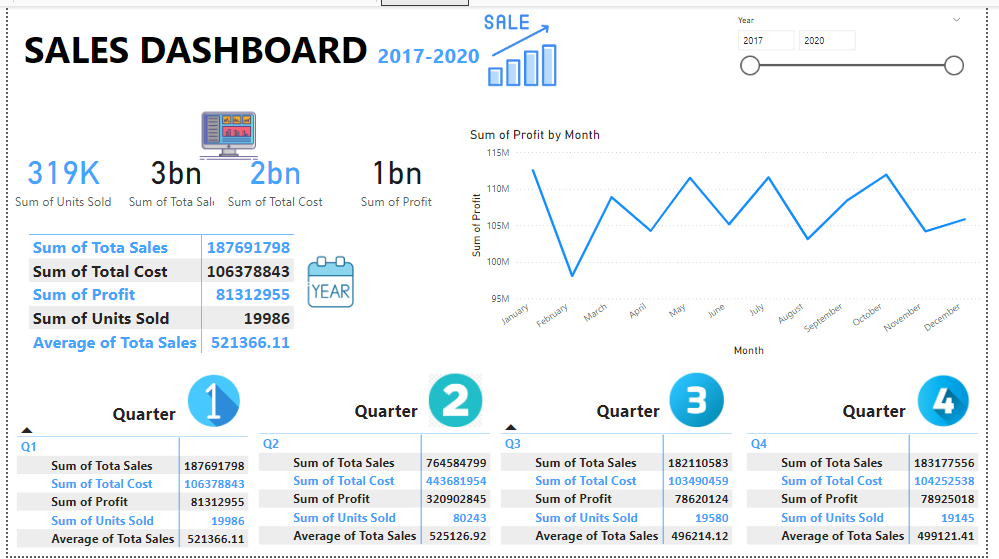 SALES DASHBOARD 2017-2020
SALE
Year
2017 2020
319K 3bn 2bn 1bn
Sum of Units Sold Sum of Tota Sal Sum of Total Cost Sum of Profit
Sum of Tota Sales 187691798
Sum of Total Cost 106378843
Sum of Profit 81312955
Sum of Units Sold 19986
Average of Tota Sales 521366.11
YEAR
Sum of Profit by Month
Sum of Profit
115M
110M
105M
100M
95M
January February March April May June July August September October November December
Month
Quarter 1
Q1
Sum of Tota Sales 187691798
Sum of Total Cost 106378843
Sum of Profit 81312955
Sum of Units Sold 19986
Average of Tota Sales 521366.11
Quarter 2
Q2
Sum of Tota Sales 764584799
Sum of Total Cost 443681954
Sum of Profit 320902845
Sum of Units Sold 80243
Average of Tota Sales 525126.92
Quarter 3
Q3
Sum of Tota Sales 182110583
Sum of Total Cost 103490459
Sum of Profit 78620124
Sum of Units Sold 19580
Average of Tota Sales 496214.12
Quarter 4
Q4
Sum of Tota Sales 183177556
Sum of Total Cost 104252538
Sum of Profit 78925018
Sum of Units Sold 19145
Average of Tota Sales 499121.41